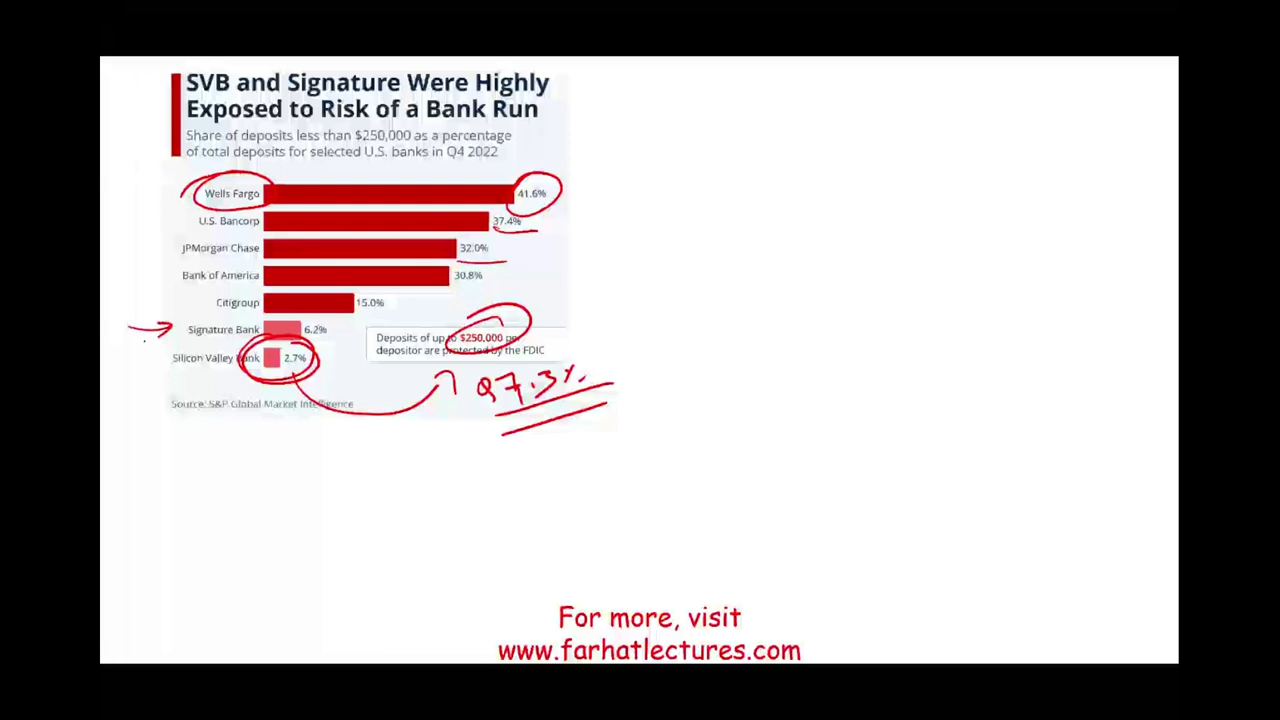 SVB and Signature Were Highly
Exposed to Risk of a Bank Run
Share of deposits less than $250,000 as a percentage
of total deposits for selected U.S. banks in Q4 2022
Wells Fargo 41.6%
U.S. Bancorp 37.4%
JPMorgan Chase 32.0%
Bank of America 30.8%
Citigroup 15.0%
Signature Bank 6.2%
Silicon Valley Bank 2.7%
Deposits of up to $250,000 per
depositor are protected by the FDIC
97.3%
Source: S&P Global Market Intelligence
For more, visit
www.farhatlectures.com